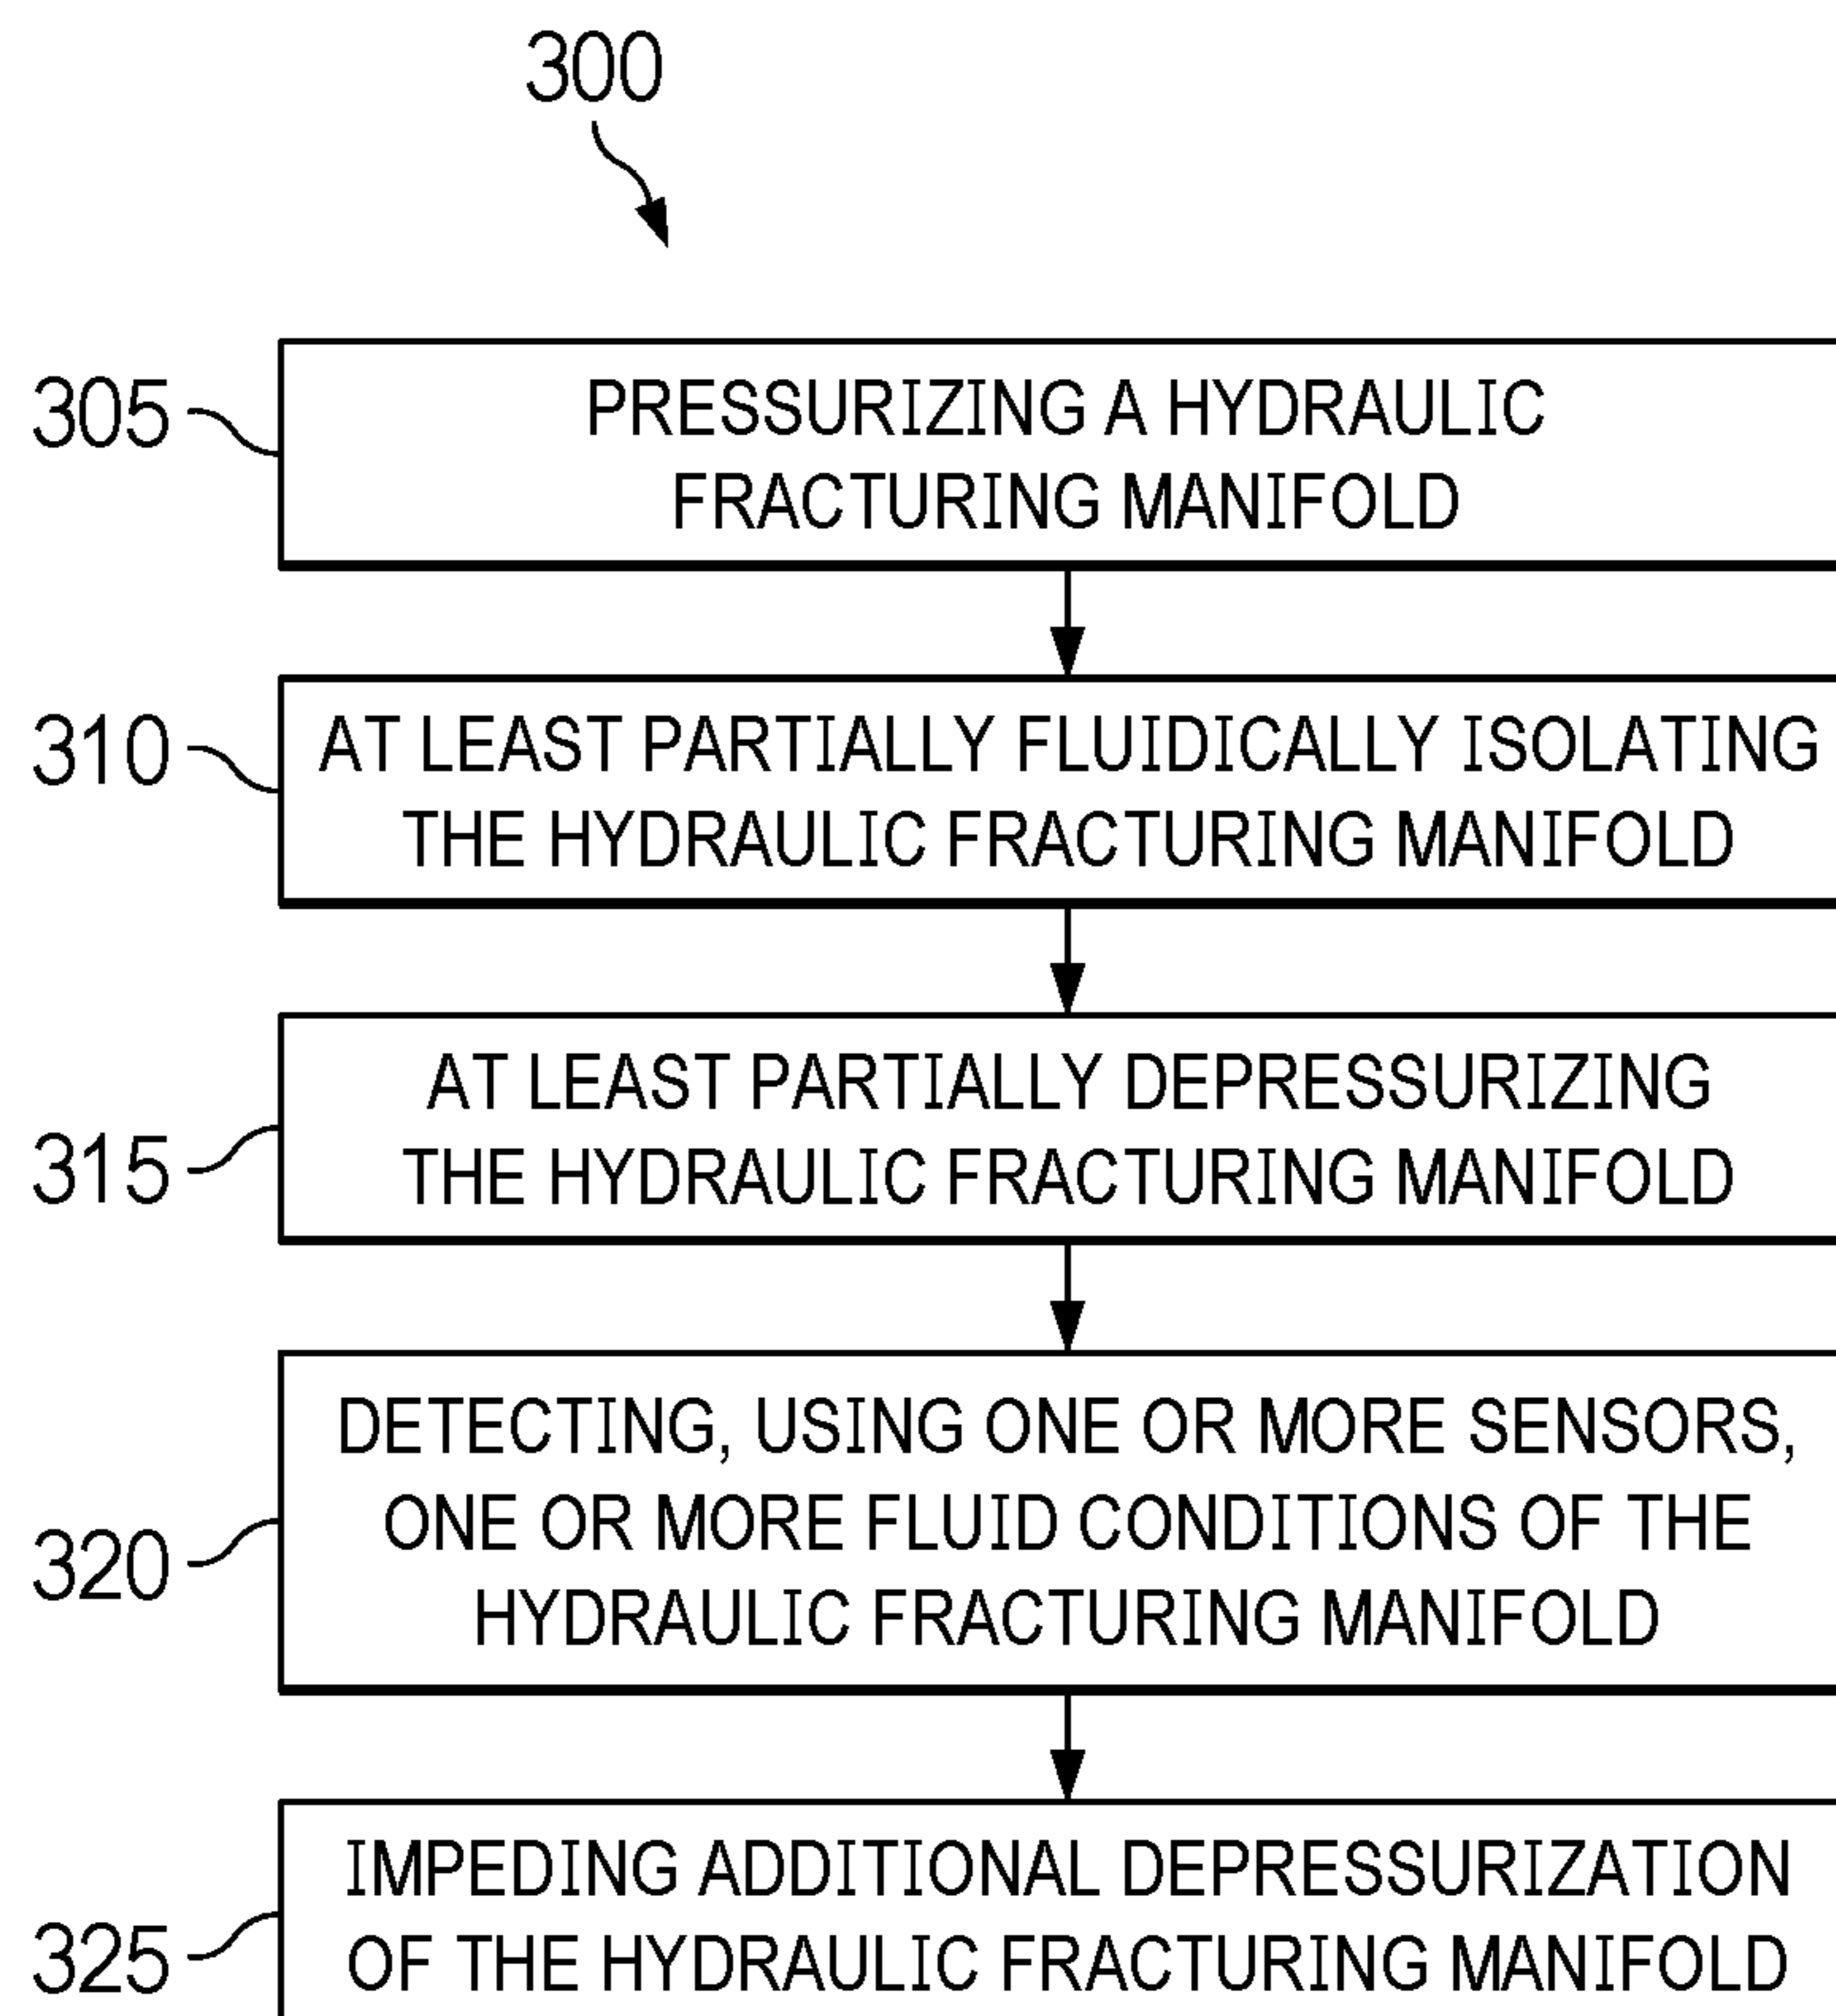 300
305
PRESSURIZING A HYDRAULIC
FRACTURING MANIFOLD
310
AT LEAST PARTIALLY FLUIDICALLY ISOLATING
THE HYDRAULIC FRACTURING MANIFOLD
315
AT LEAST PARTIALLY DEPRESSURIZING
THE HYDRAULIC FRACTURING MANIFOLD
320
DETECTING, USING ONE OR MORE SENSORS,
ONE OR MORE FLUID CONDITIONS OF THE
HYDRAULIC FRACTURING MANIFOLD
325
IMPEDING ADDITIONAL DEPRESSURIZATION
OF THE HYDRAULIC FRACTURING MANIFOLD